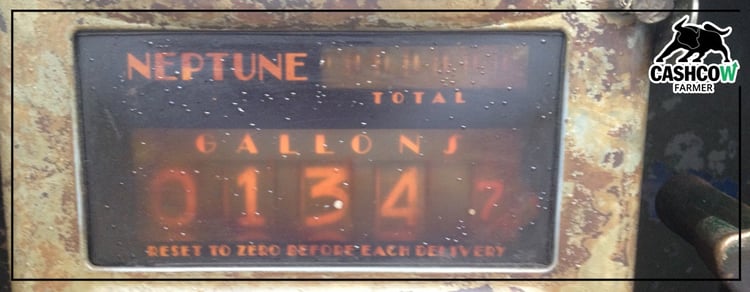 NEPTUNE
TOTAL
GALLONS
0 1 3 4 7
RESET TO ZERO BEFORE EACH DELIVERY
CASHCOW
FARMER